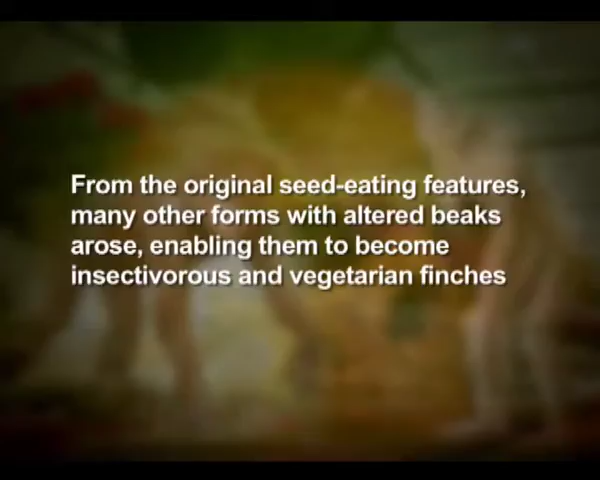 From the original seed-eating features,
many other forms with altered beaks
arose, enabling them to become
insectivorous and vegetarian finches